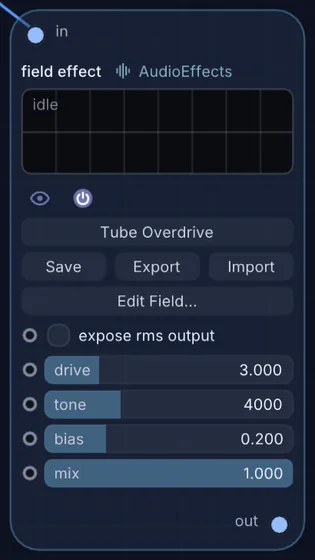 in
field effect AudioEffects
idle
Tube Overdrive
Save Export Import
Edit Field...
expose rms output
drive 3.000
tone 4000
bias 0.200
mix 1.000
out